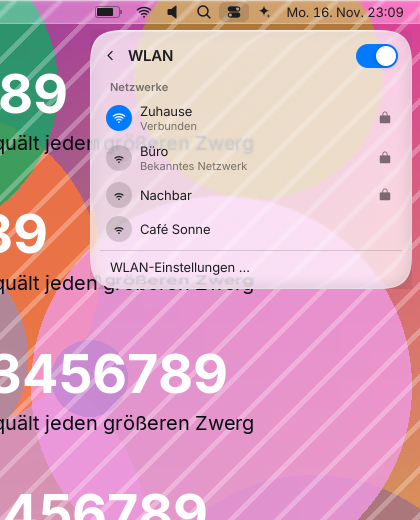 Mo. 16. Nov. 23:09
WLAN
Netzwerke
Zuhause
Verbunden
Büro
Bekanntes Netzwerk
Nachbar
Café Sonne
WLAN-Einstellungen ...
89
quält jeden größeren Zwerg
89
quält jeden größeren Zwerg
3456789
quält jeden größeren Zwerg
456789